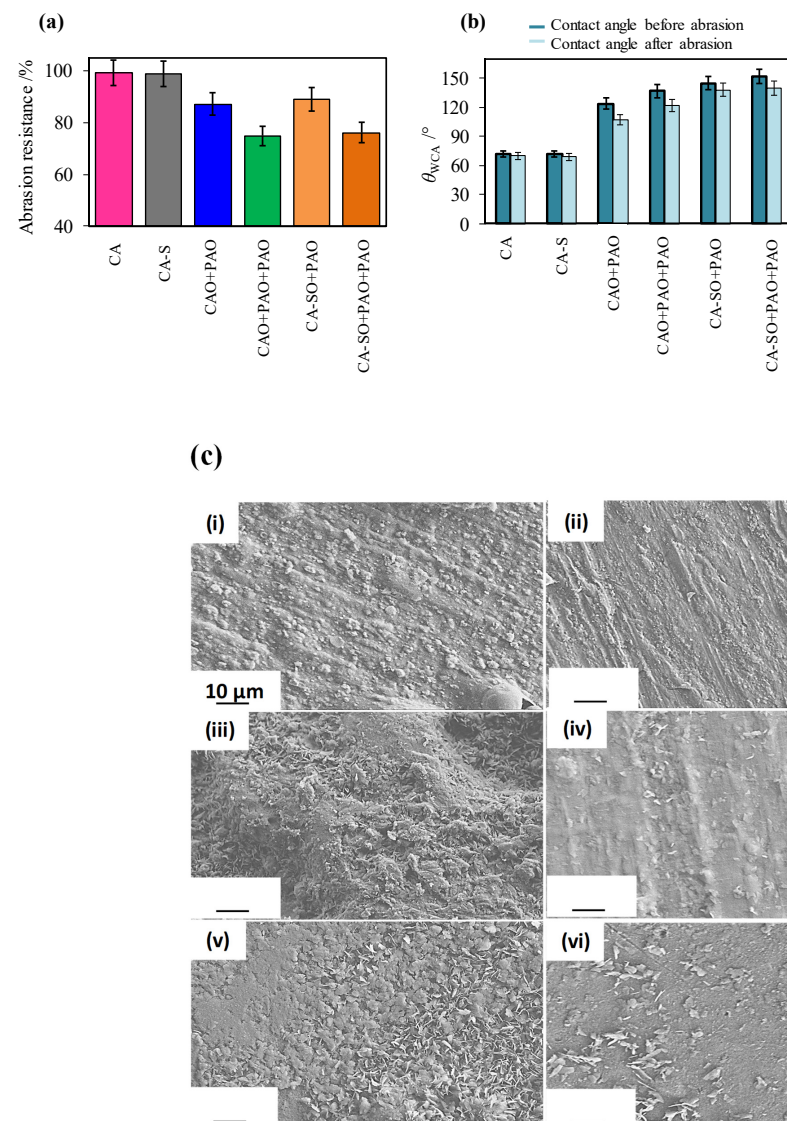 (a)
Abrasion resistance /%
100
80
60
40
CA
CA-S
CAO+PAO
CAO+PAO+PAO
CA-SO+PAO
CA-SO+PAO+PAO
(b)
Contact angle before abrasion
Contact angle after abrasion
θWCA /°
150
120
90
60
30
0
CA
CA-S
CAO+PAO
CAO+PAO+PAO
CA-SO+PAO
CA-SO+PAO+PAO
(c)
(i)
(ii)
10 µm
(iii)
(iv)
(v)
(vi)